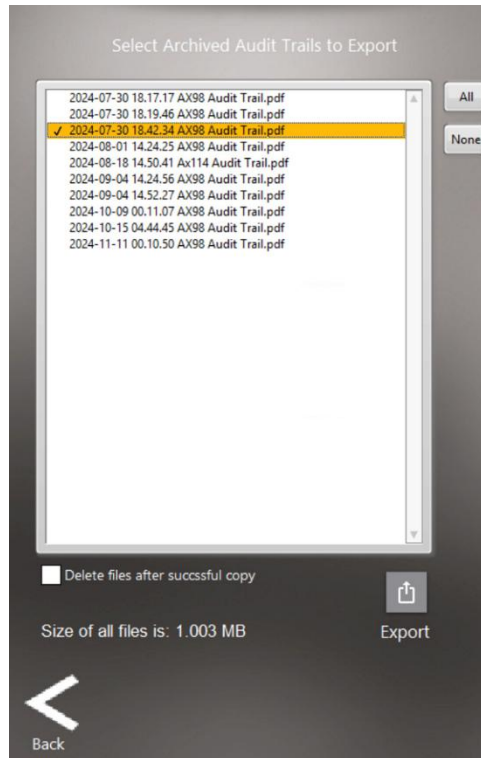 Select Archived Audit Trails to Export
2024-07-30 18.17.17 AX98 Audit Trail.pdf
2024-07-30 18.19.46 AX98 Audit Trail.pdf
✓ 2024-07-30 18.42.34 AX98 Audit Trail.pdf
2024-08-01 14.24.25 AX98 Audit Trail.pdf
2024-08-18 14.50.41 Ax114 Audit Trail.pdf
2024-09-04 14.24.56 AX98 Audit Trail.pdf
2024-09-04 14.52.27 AX98 Audit Trail.pdf
2024-10-09 00.11.07 AX98 Audit Trail.pdf
2024-10-15 04.44.45 AX98 Audit Trail.pdf
2024-11-11 00.10.50 AX98 Audit Trail.pdf
All
None
Delete files after succssful copy
Size of all files is: 1.003 MB
Export
Back